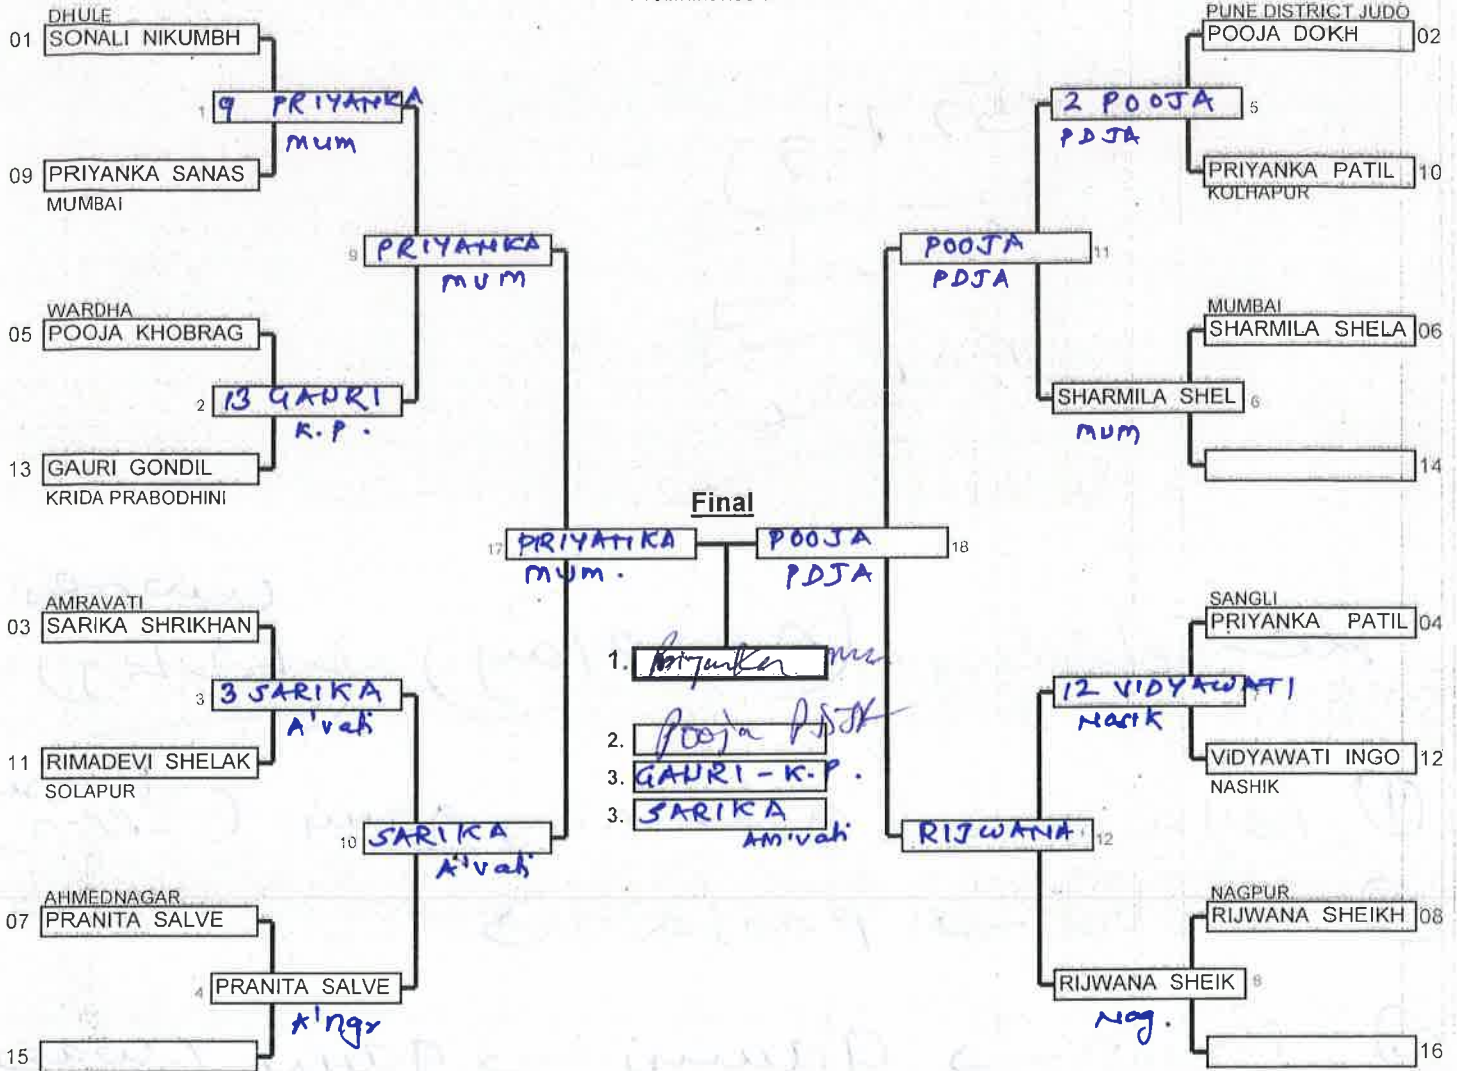 DHULE
01 SONALI NIKUMBH
1 9 PRIYANKA
mum
09 PRIYANKA SANAS
MUMBAI
9 PRIYANKA
MUM
WARDHA
05 POOJA KHOBRAG
2 13 GAURI
K.P.
13 GAURI GONDIL
KRIDA PRABODHINI
17 PRIYANKA
MUM.
AMRAVATI
03 SARIKA SHRIKHAN
3 3 SARIKA
A'vati
11 RIMADEVI SHELAK
SOLAPUR
10 SARIKA
A'vati
AHMEDNAGAR
07 PRANITA SALVE
4 PRANITA SALVE
A'ngr
15
Final
1. Priyanka
2. Pooja PDJA
3. GAURI - K.P.
3. SARIKA
AM'vati
PUNE DISTRICT JUDO
POOJA DOKH 02
2 POOJA 5
PDJA
PRIYANKA PATIL 10
KOLHAPUR
POOJA 11
PDJA
MUMBAI
SHARMILA SHELA 06
SHARMILA SHEL 6
MUM
14
POOJA 18
PDJA
SANGLI
PRIYANKA PATIL 04
12 VIDYAWATI
Nasik
VIDYAWATI INGO 12
NASHIK
RIJWANA. 12
NAGPUR
RIJWANA SHEIKH 08
RIJWANA SHEIK 8
Nag.
16